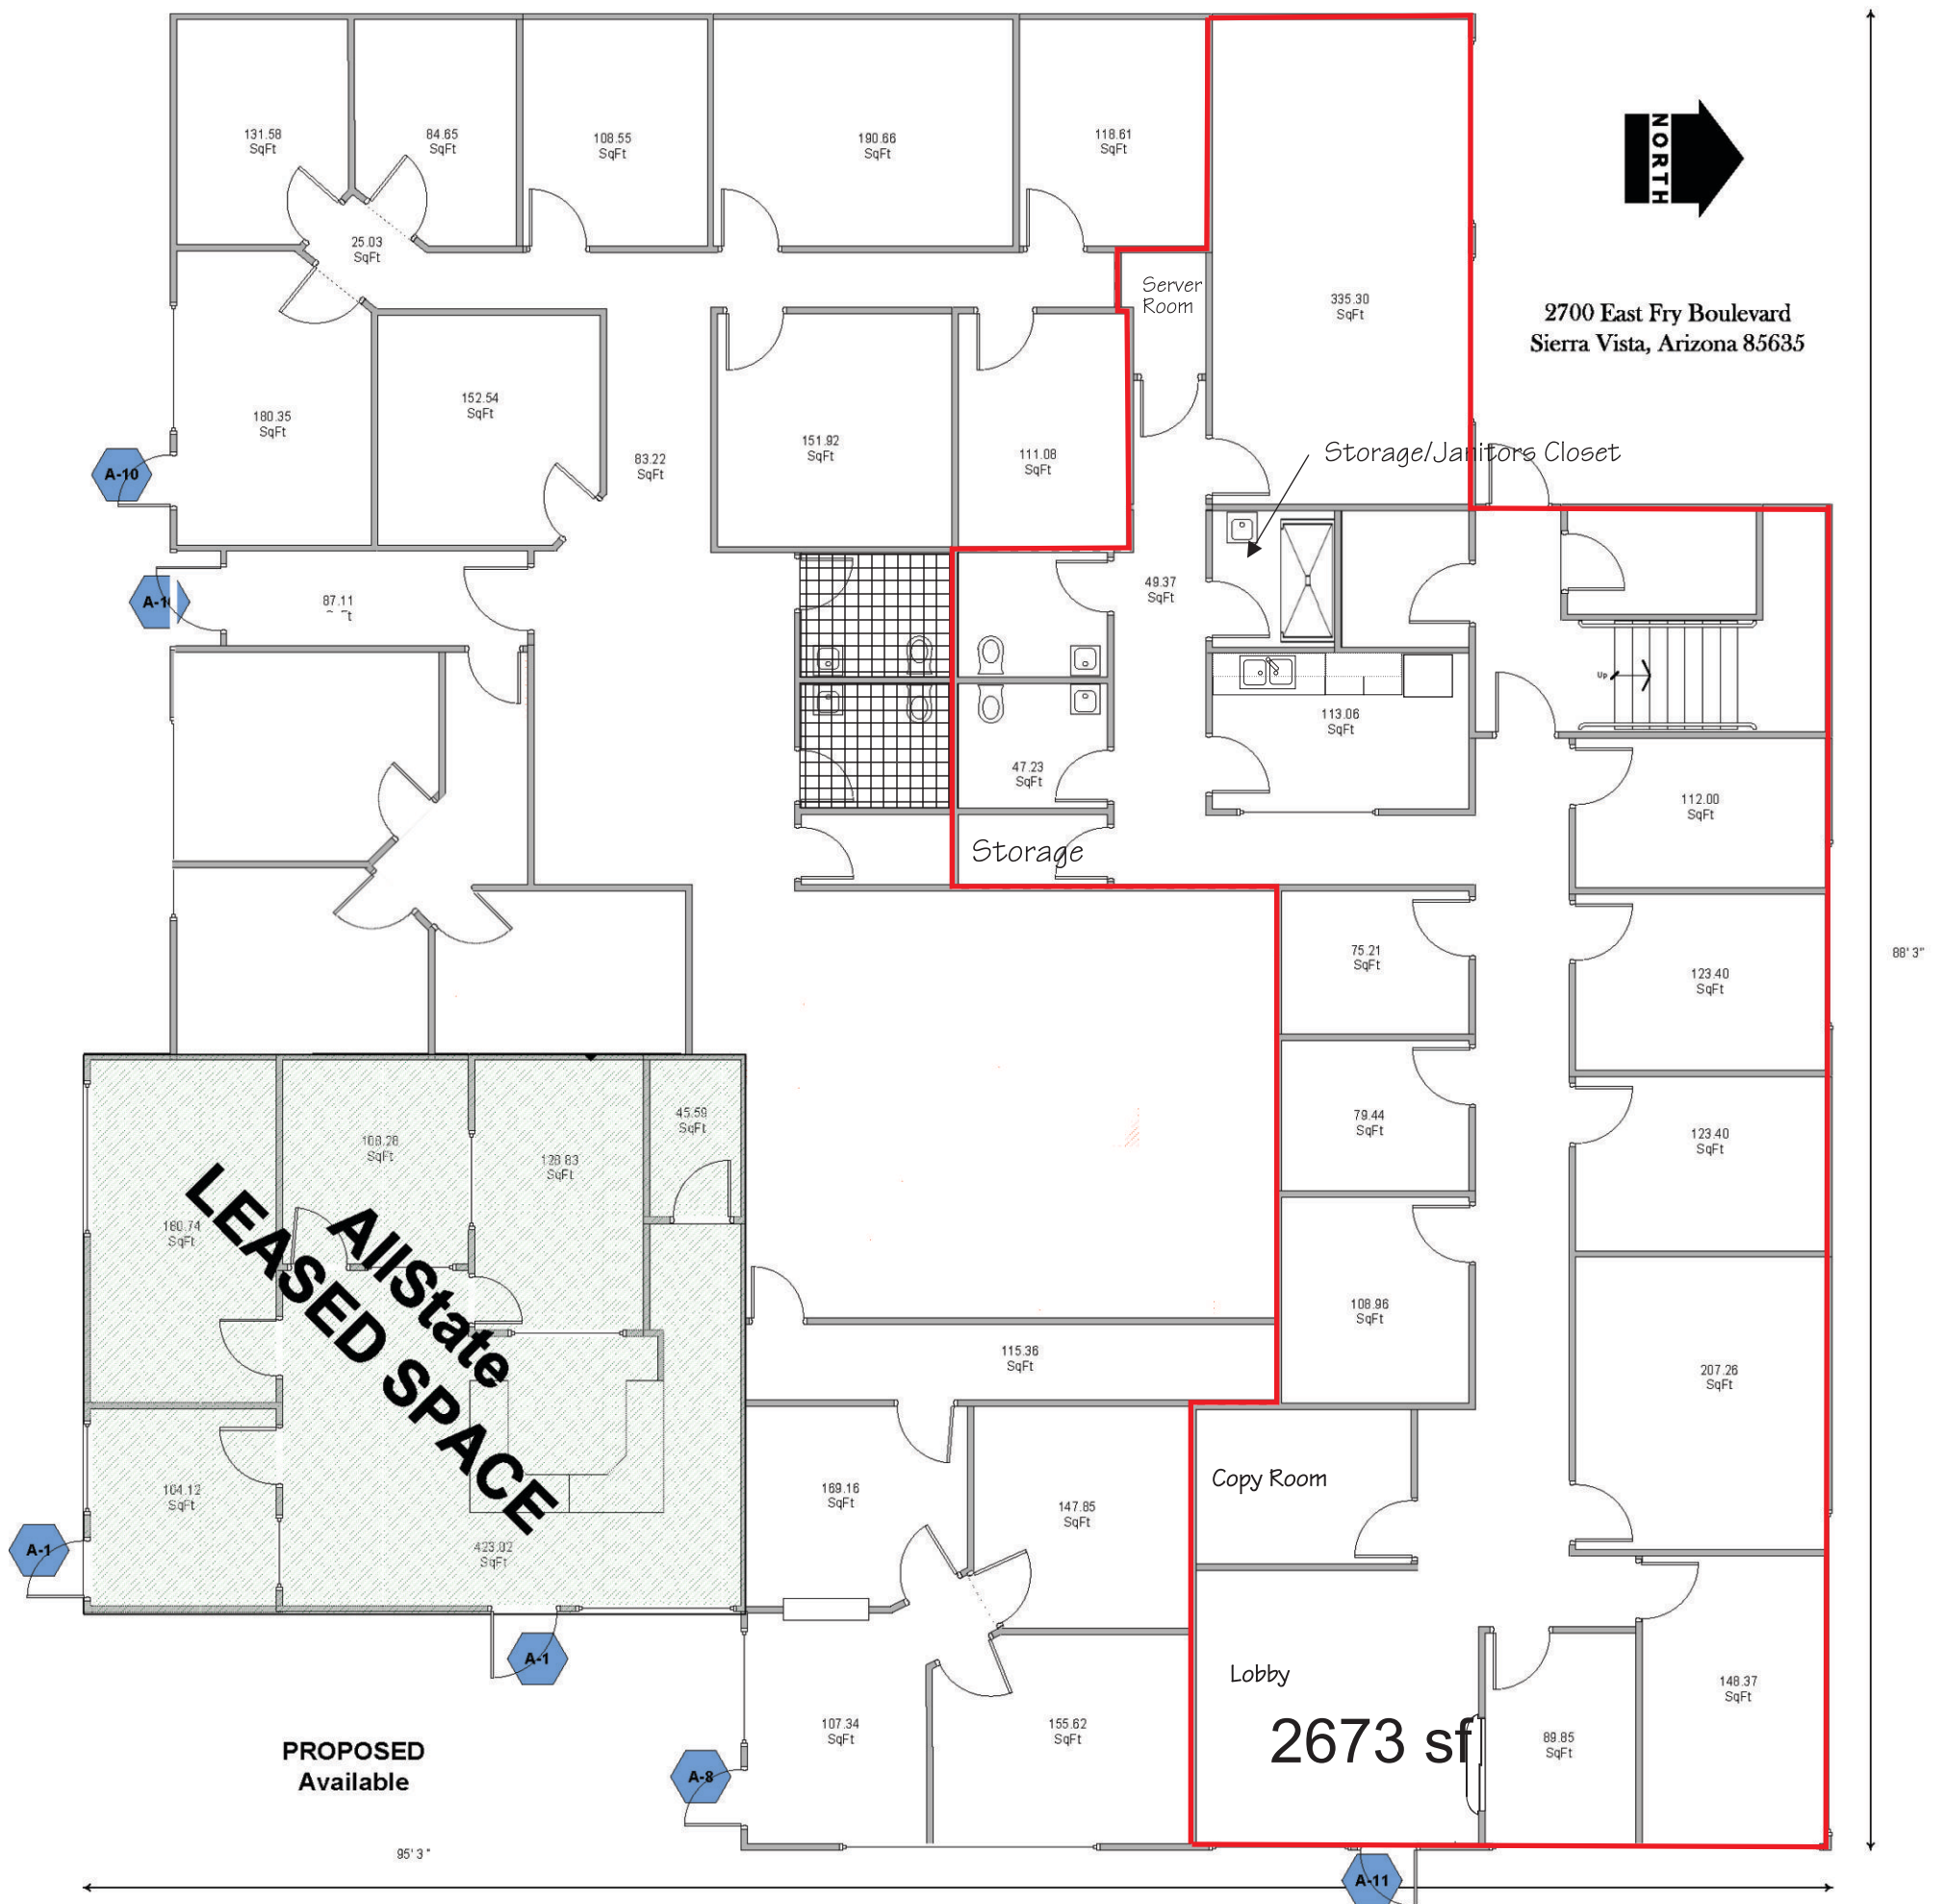 131.58
SqFt
84.65
SqFt
108.55
SqFt
190.66
SqFt
118.61
SqFt
NORTH
25.03
SqFt
Server
Room
335.30
SqFt
2700 East Fry Boulevard
Sierra Vista, Arizona 85635
180.35
SqFt
152.54
SqFt
83.22
SqFt
151.92
SqFt
111.08
SqFt
Storage/Janitors Closet
A-10
87.11
49.37
SqFt
Up
113.06
SqFt
47.23
SqFt
112.00
SqFt
Storage
75.21
SqFt
123.40
SqFt
88' 3"
79.44
SqFt
123.40
SqFt
45.59
SqFt
108.28
SqFt
128.83
SqFt
160.74
SqFt
AllState
LEASED SPACE
108.96
SqFt
115.36
SqFt
207.26
SqFt
104.12
SqFt
423.02
SqFt
169.16
SqFt
147.85
SqFt
Copy Room
A-1
A-1
Lobby
148.37
SqFt
107.34
SqFt
155.62
SqFt
2673 sf
89.85
SqFt
PROPOSED
Available
A-8
95' 3"
A-11